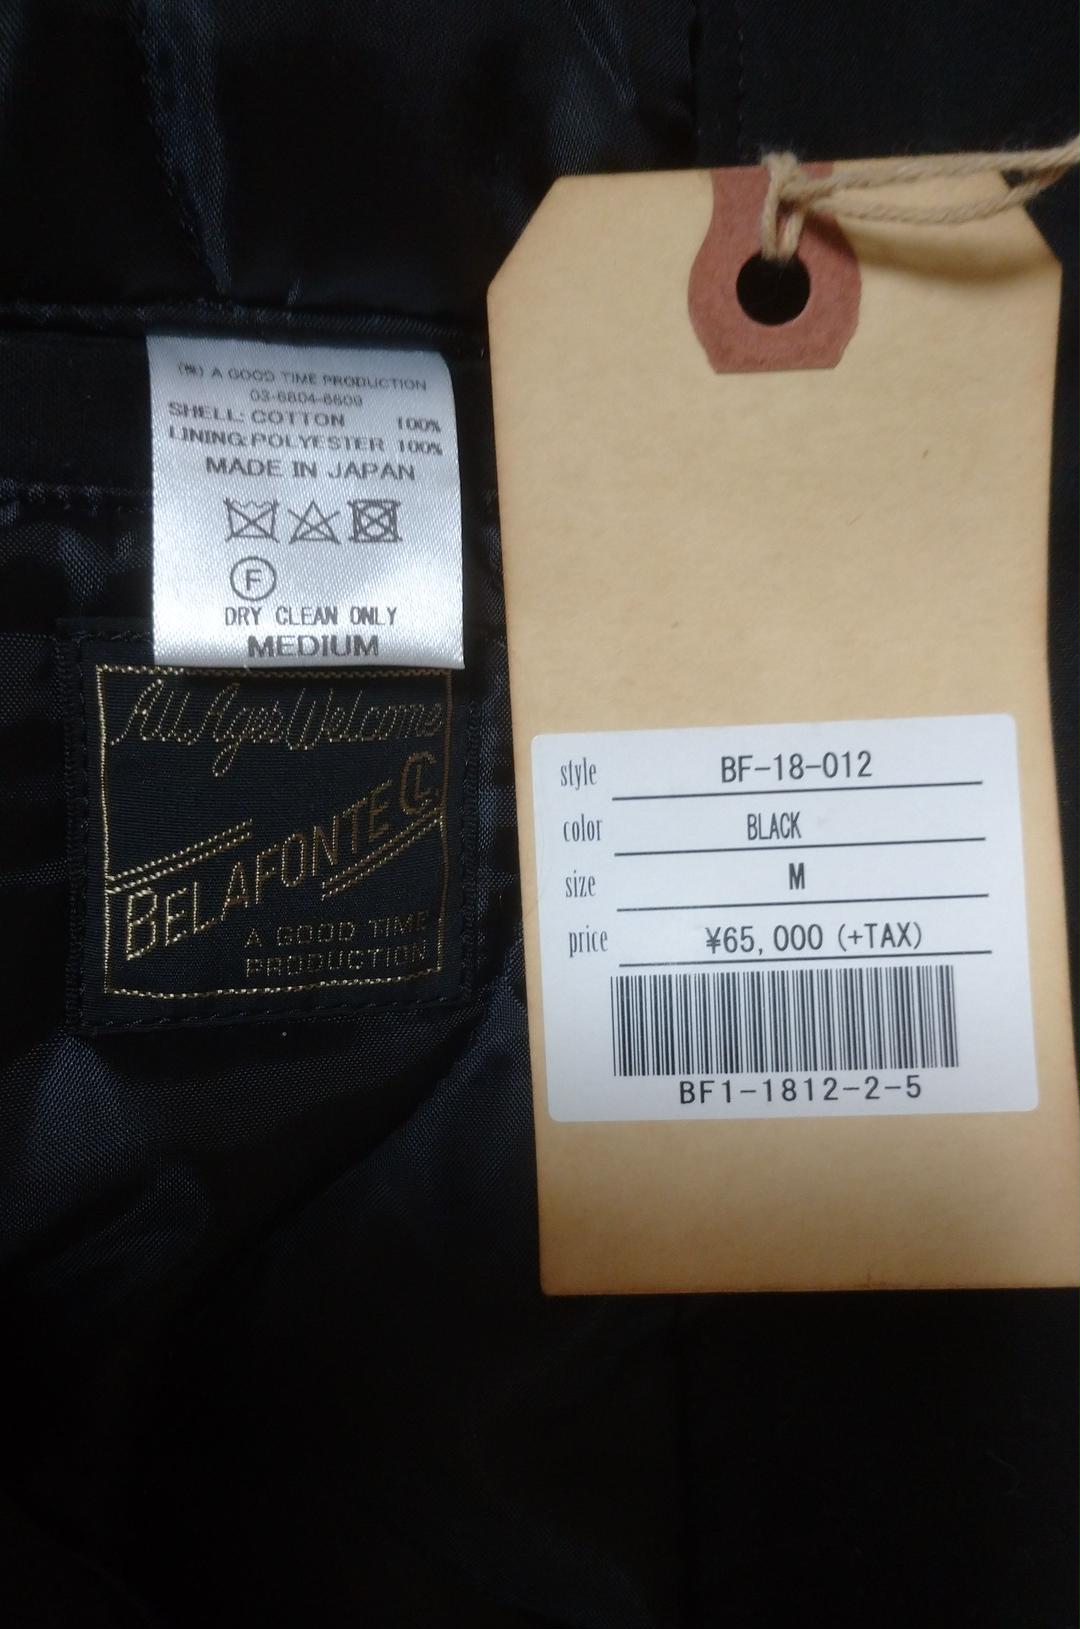 (株) A GOOD TIME PRODUCTION
03-6804-6609
SHELL: COTTON 100%
LINING: POLYESTER 100%
MADE IN JAPAN
F
DRY CLEAN ONLY
MEDIUM
All Ages Welcome
BELAFONTE CL.
A GOOD TIME
PRODUCTION
style BF-18-012
color BLACK
size M
price ¥65,000 (+TAX)
BF1-1812-2-5